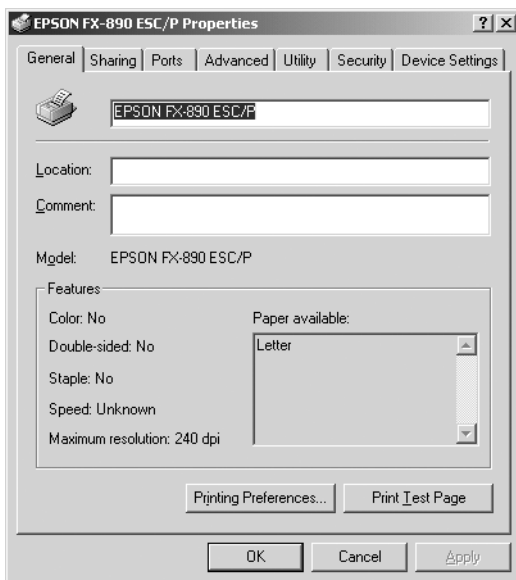 EPSON FX-890 ESC/P Properties
? X
General Sharing Ports Advanced Utility Security Device Settings
EPSON FX-890 ESC/P
Location:
Comment:
Model: EPSON FX-890 ESC/P
Features
Color: No
Paper available:
Double-sided: No
Letter
Staple: No
Speed: Unknown
Maximum resolution: 240 dpi
Printing Preferences... Print Test Page
OK Cancel Apply